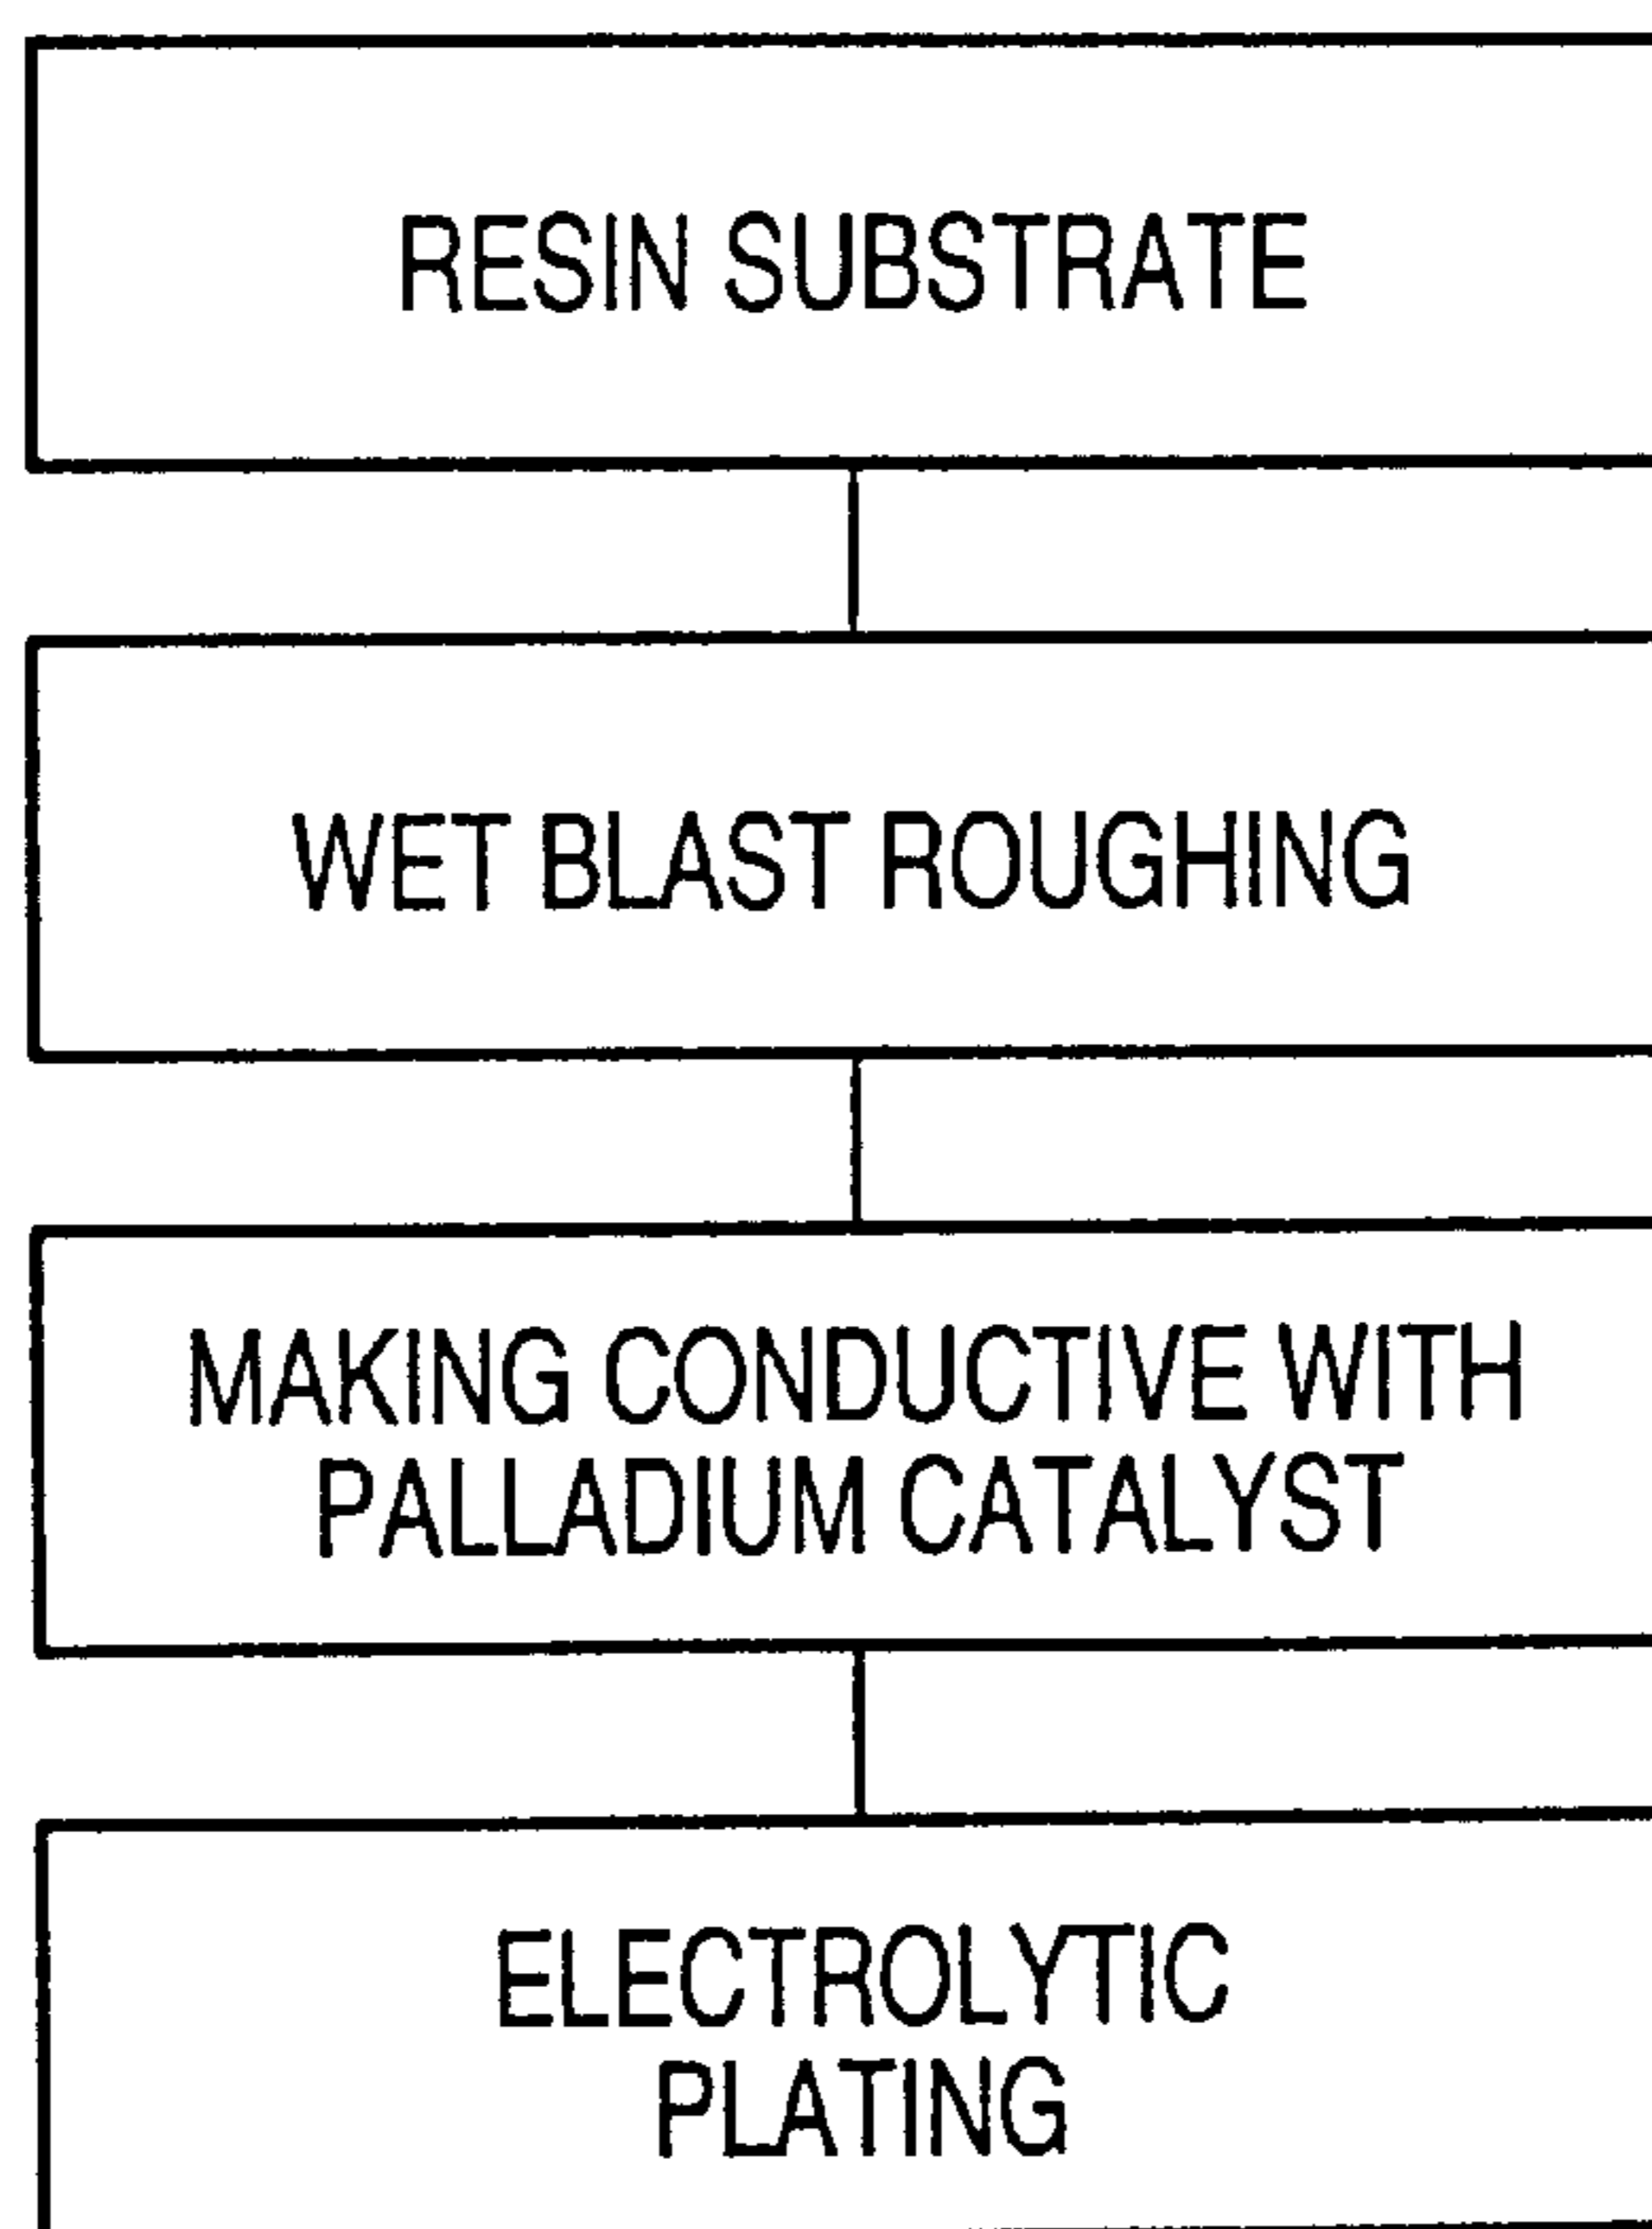 RESIN SUBSTRATE
WET BLAST ROUGHING
MAKING CONDUCTIVE WITH
PALLADIUM CATALYST
ELECTROLYTIC
PLATING